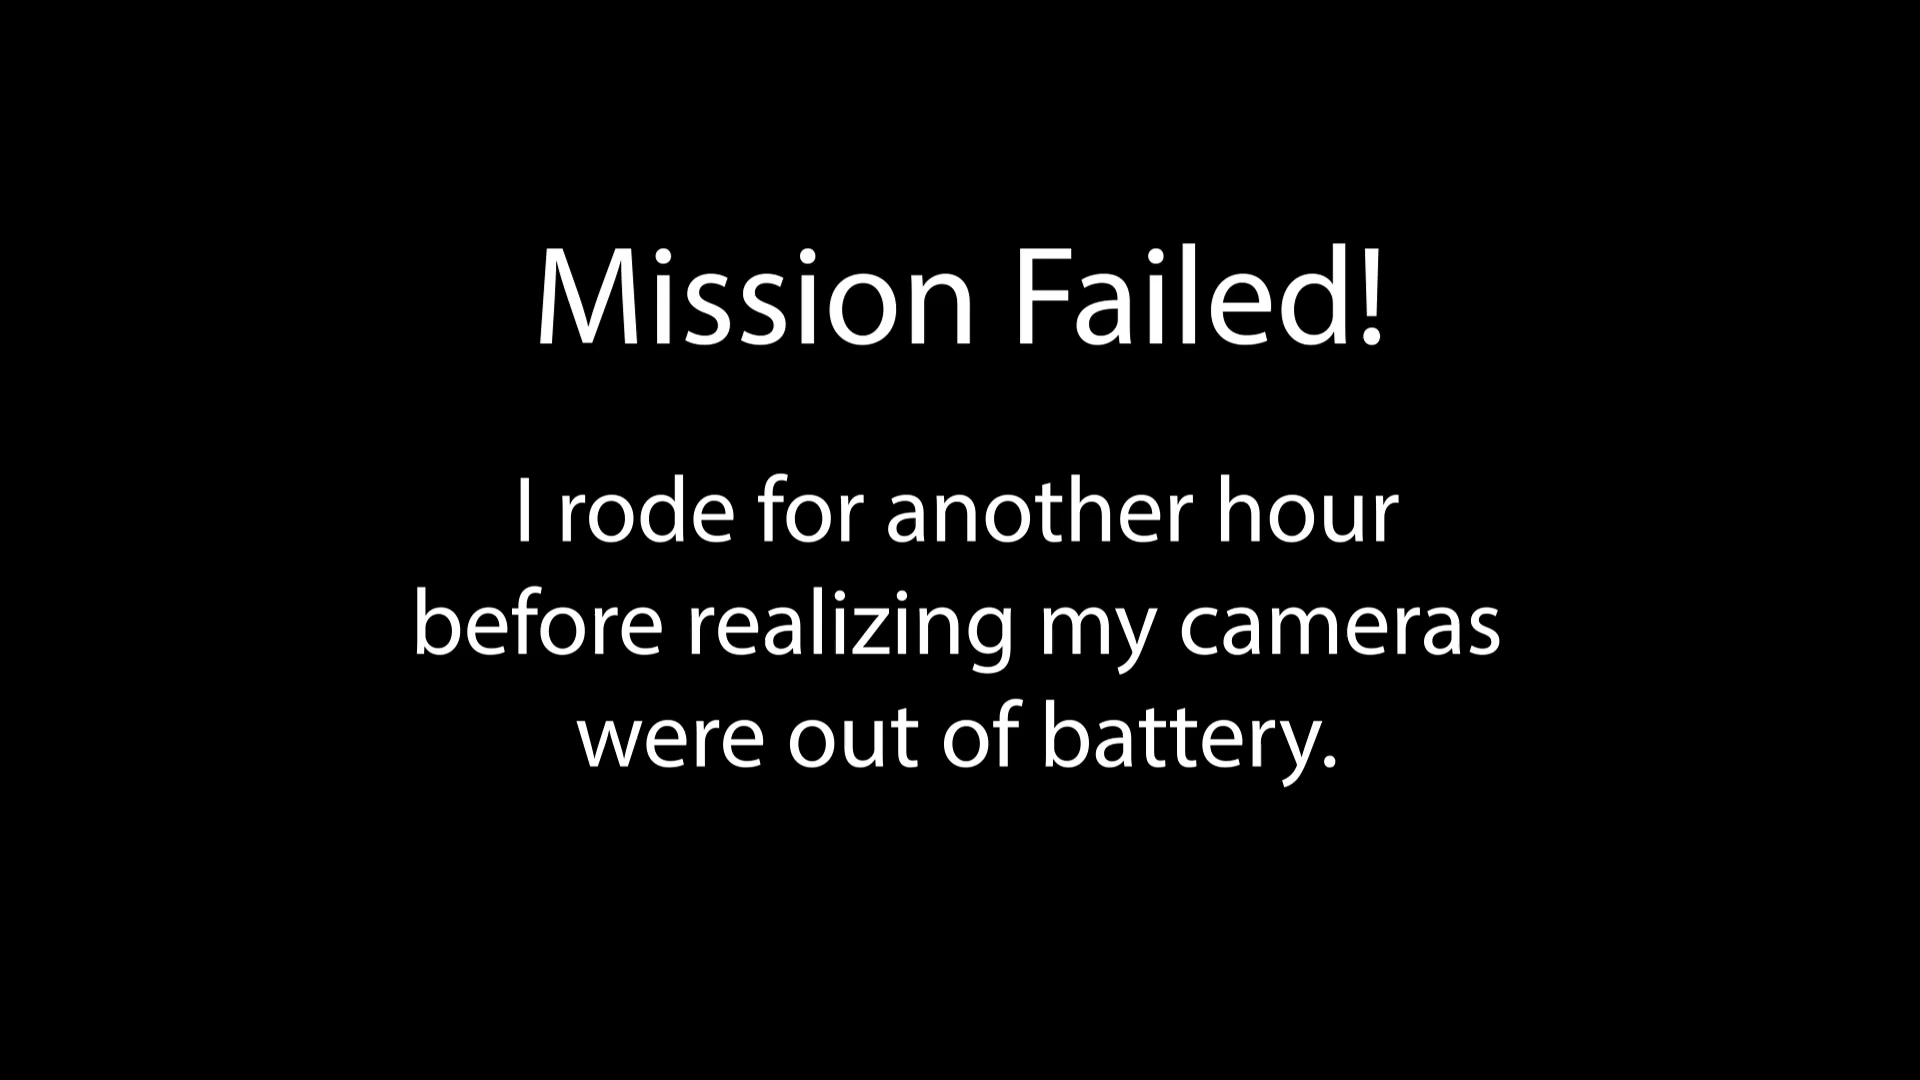 Mission Failed!
I rode for another hour
before realizing my cameras
were out of battery.